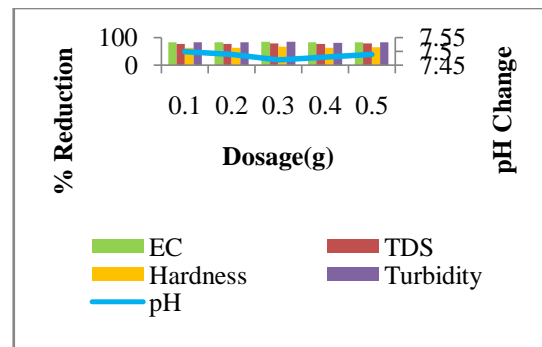 % Reduction
100
0
7.55
7.5
7.45
pH Change
0.1 0.2 0.3 0.4 0.5
Dosage(g)
EC TDS
Hardness Turbidity
pH